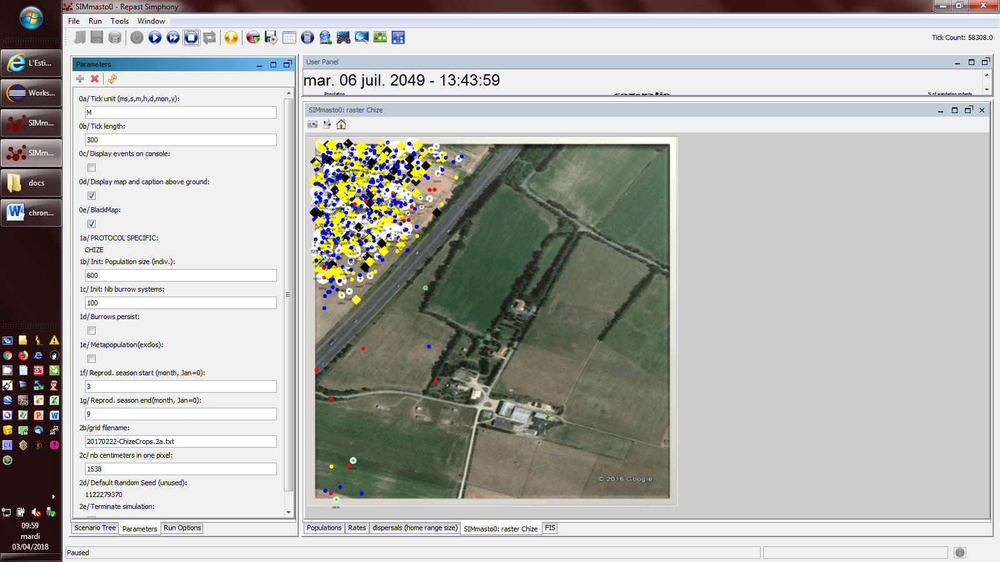 SIMmasto0 - Repast Simphony
File Run Tools Window
Tick Count: 58308.0
L'Esti...
Works...
SIMm...
SIMm...
docs
chron...
09:59
mardi
03/04/2018
Parameters
0a/ Tick unit (ms,s,m,h,d,mon,y):
M
0b/ Tick length:
300
0c/ Display events on console:
0d/ Display map and caption above ground:
0e/ BlackMap:
1a/ PROTOCOL SPECIFIC:
CHIZE
1b/ Init: Population size (indiv.):
600
1c/ Init: Nb burrow systems:
100
1d/ Burrows persist:
1e/ Metapopulation(exclos):
1f/ Reprod. season start (month, Jan=0):
3
1g/ Reprod. season end(month, Jan=0):
9
2b/grid filename:
20170222-ChizeCrops.2a.txt
2c/ nb centimeters in one pixel:
1538
2d/ Default Random Seed (unused):
1122279370
2e/ Terminate simulation:
Scenario Tree Parameters Run Options
User Panel
mar. 06 juil. 2049 - 13:43:59
Population sex-ratio % of wandering rodents
SIMmasto0: raster Chize
© 2016 Google
Populations Rates dispersals (home range size) SIMmasto0: raster Chize FIS
Paused